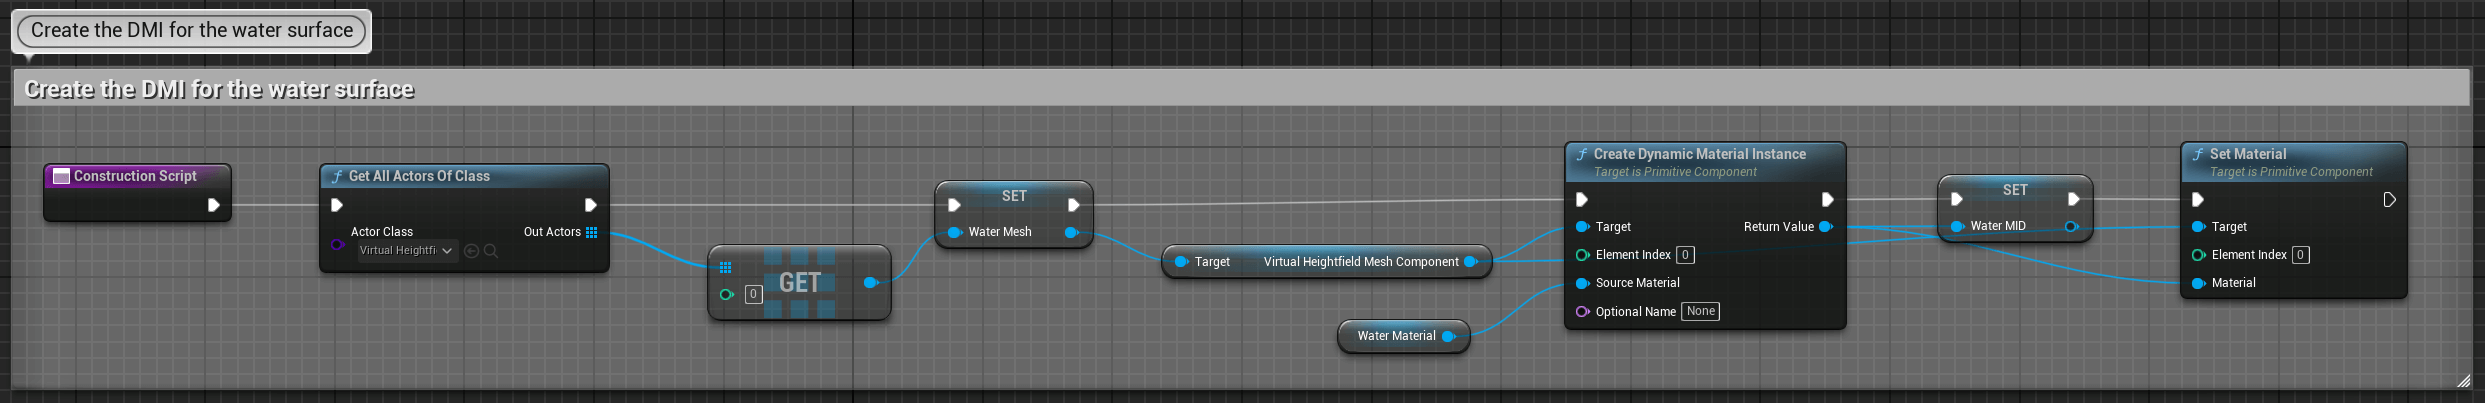 Create the DMI for the water surface
Create the DMI for the water surface
Construction Script
f Get All Actors Of Class
Actor Class
Virtual Heightfi
Out Actors
0
GET
SET
Water Mesh
Target Virtual Heightfield Mesh Component
Water Material
f Create Dynamic Material Instance
Target is Primitive Component
Target Return Value
Element Index 0
Source Material
Optional Name None
SET
Water MID
f Set Material
Target is Primitive Component
Target
Element Index 0
Material